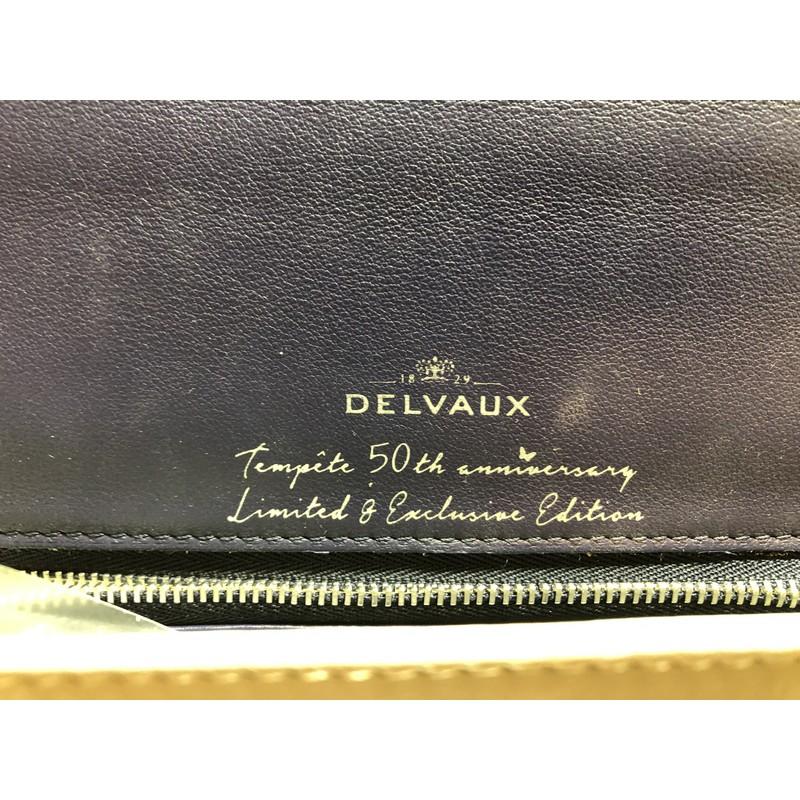 18 29
DELVAUX
Tempête 50th anniversary
Limited & Exclusive Edition